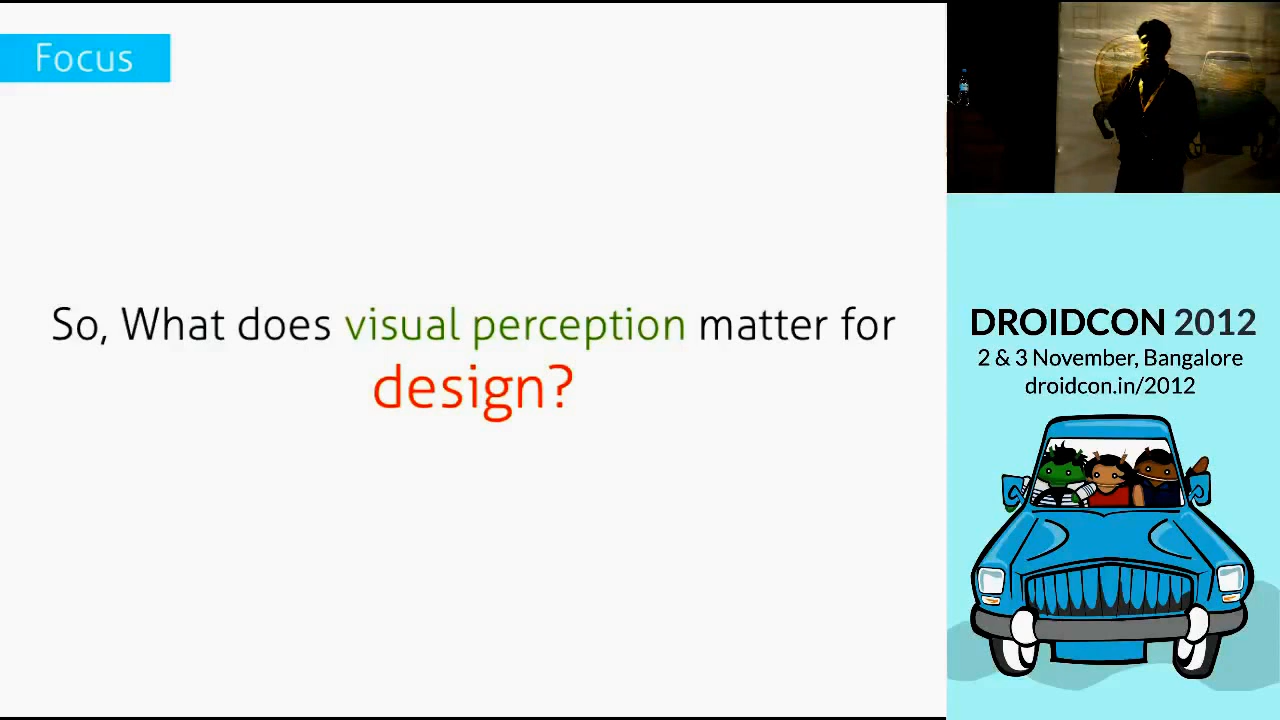 Focus
So, What does visual perception matter for
design?
DROIDCON 2012
2 & 3 November, Bangalore
droidcon.in/2012